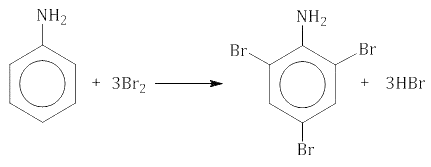 NH₂ NH₂
Br Br
+ 3Br₂ + 3HBr
Br